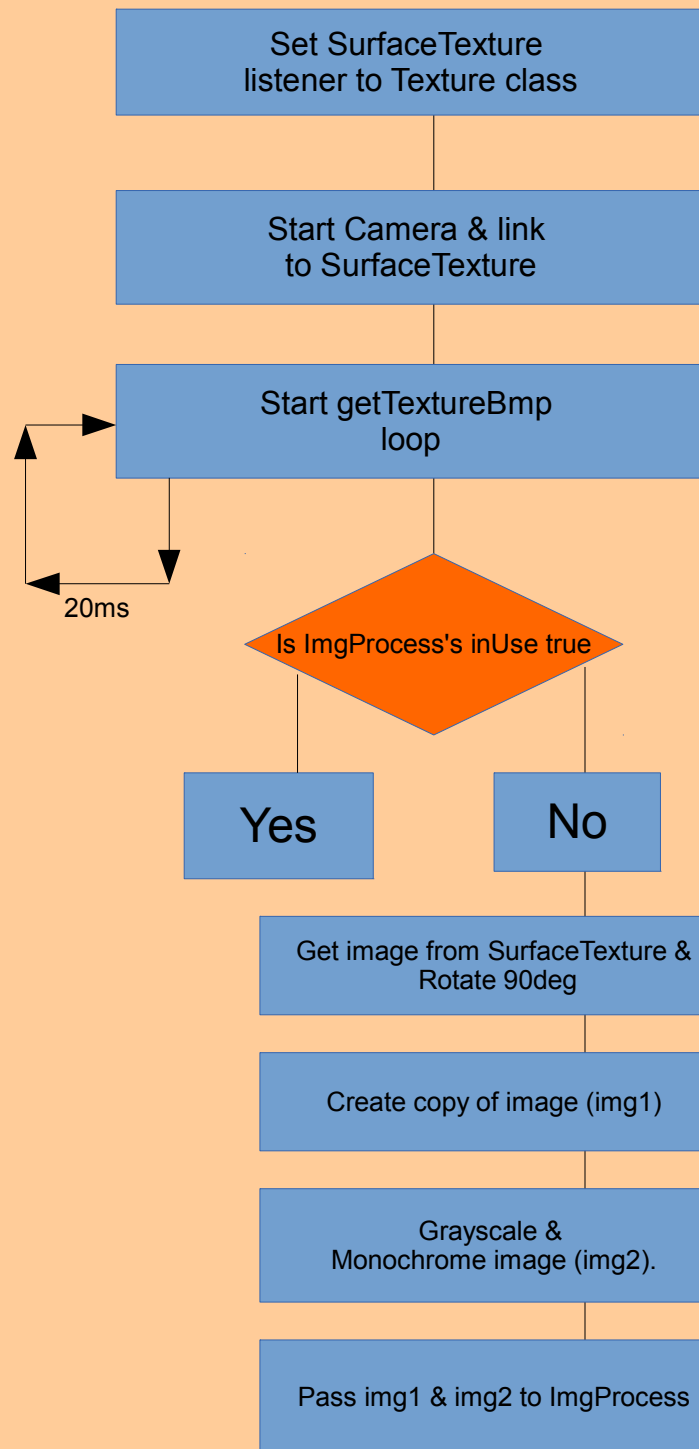 Set SurfaceTexture
listener to Texture class
Start Camera & link
to SurfaceTexture
Start getTextureBmp
loop
20ms
Is ImgProcess's inUse true
Yes
No
Get image from SurfaceTexture &
Rotate 90deg
Create copy of image (img1)
Grayscale &
Monochrome image (img2).
Pass img1 & img2 to ImgProcess